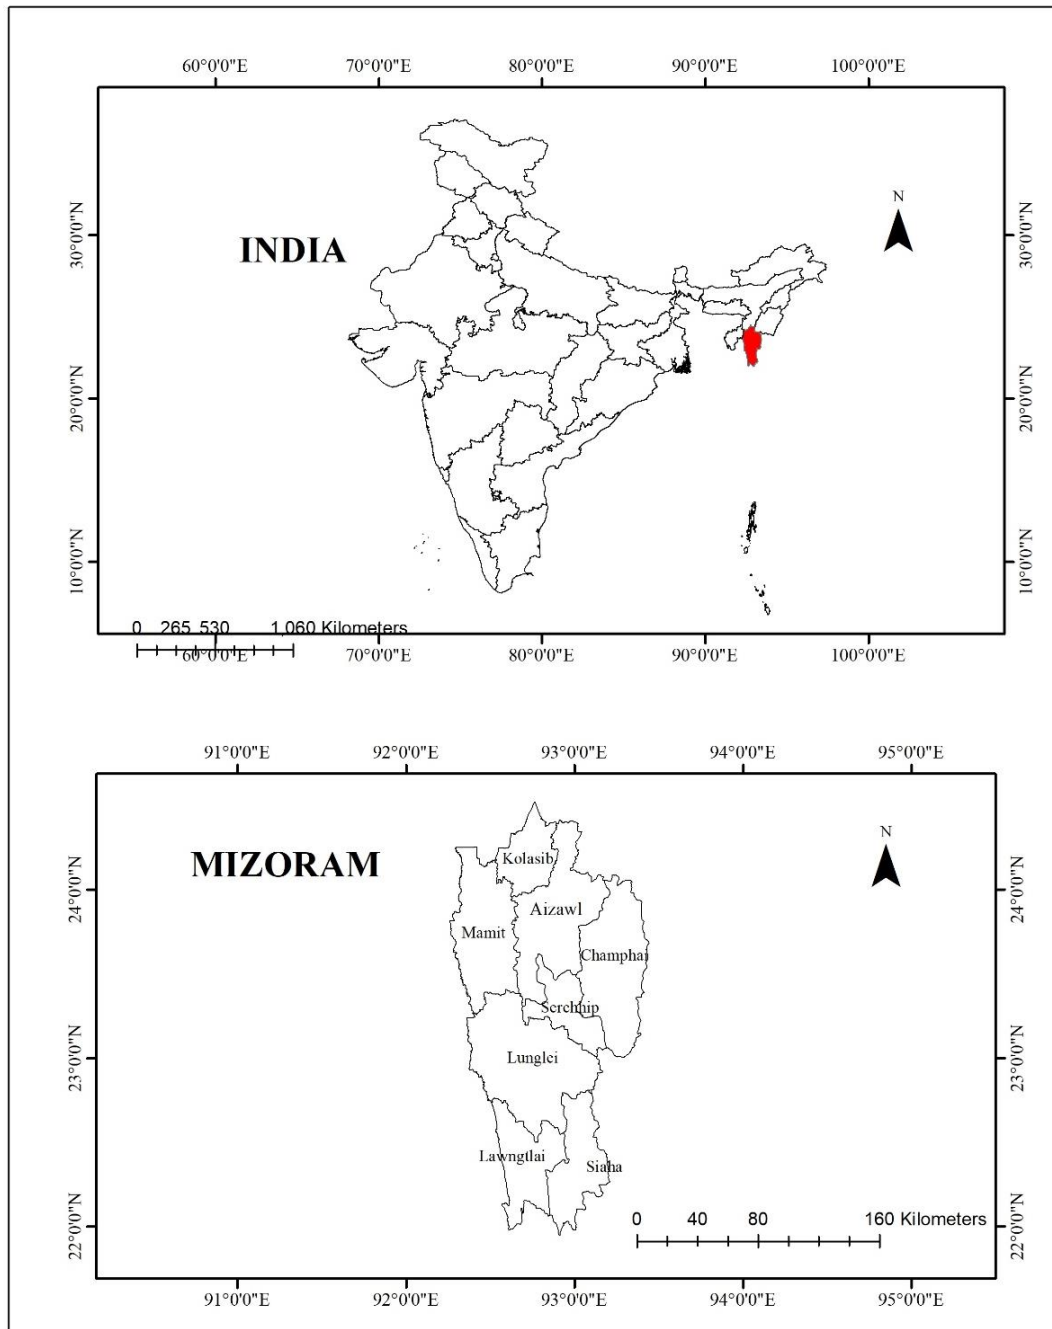 60°0'0"E 70°0'0"E 80°0'0"E 90°0'0"E 100°0'0"E
N
30°0'0"N INDIA 30°0'0"N
20°0'0"N 20°0'0"N
10°0'0"N 10°0'0"N
0 265 530 1,060 Kilometers
60°0'0"E 70°0'0"E 80°0'0"E 90°0'0"E 100°0'0"E
91°0'0"E 92°0'0"E 93°0'0"E 94°0'0"E 95°0'0"E
N
MIZORAM Kolasib
24°0'0"N 24°0'0"N
Aizawl
Mamit
Champhai
Serchhip
23°0'0"N Lunglei 23°0'0"N
Lawngtlai
Siaha
0 40 80 160 Kilometers
22°0'0"N 22°0'0"N
91°0'0"E 92°0'0"E 93°0'0"E 94°0'0"E 95°0'0"E